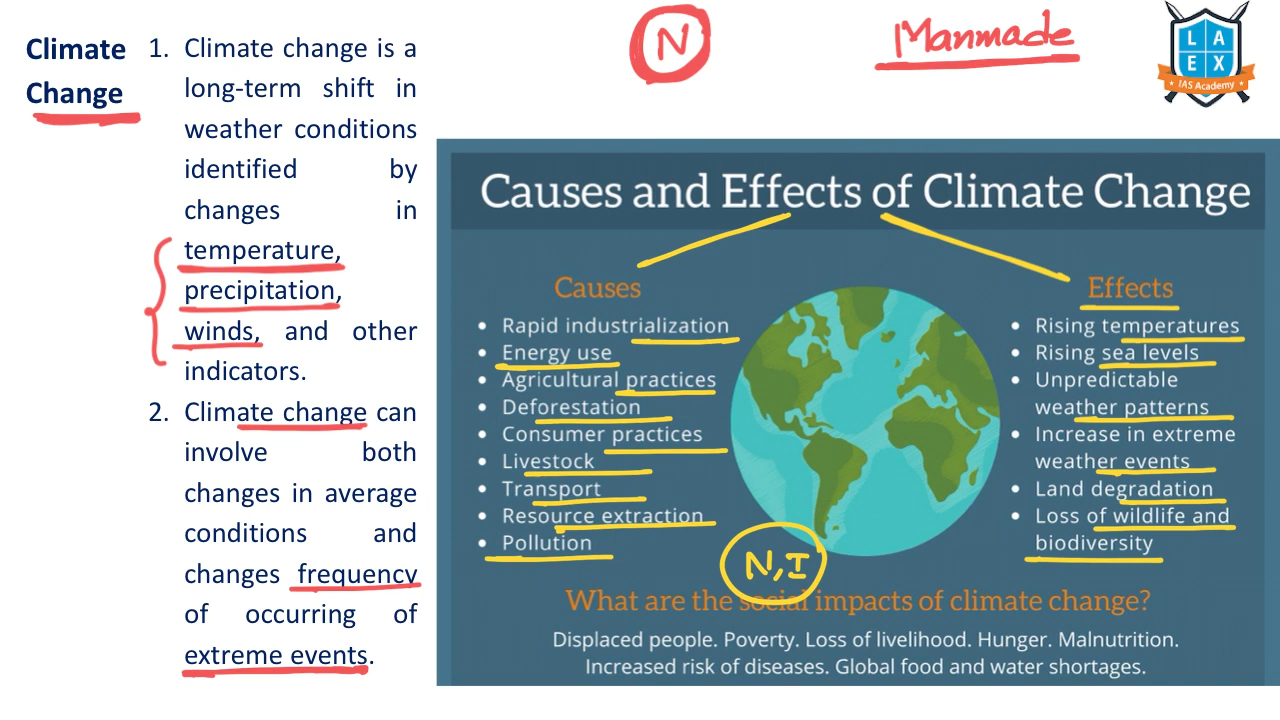 N
Manmade
L A
E X
IAS Academy
Climate
Change
1. Climate change is a
long-term shift in
weather conditions
identified by
changes in
temperature,
precipitation,
winds, and other
indicators.
2. Climate change can
involve both
changes in average
conditions and
changes frequency
of occurring of
extreme events.
Causes and Effects of Climate Change
Causes
• Rapid industrialization
• Energy use
• Agricultural practices
• Deforestation
• Consumer practices
• Livestock
• Transport
• Resource extraction
• Pollution
Effects
• Rising temperatures
• Rising sea levels
• Unpredictable
weather patterns
• Increase in extreme
weather events
• Land degradation
• Loss of wildlife and
biodiversity
N, I
What are the social impacts of climate change?
Displaced people. Poverty. Loss of livelihood. Hunger. Malnutrition.
Increased risk of diseases. Global food and water shortages.